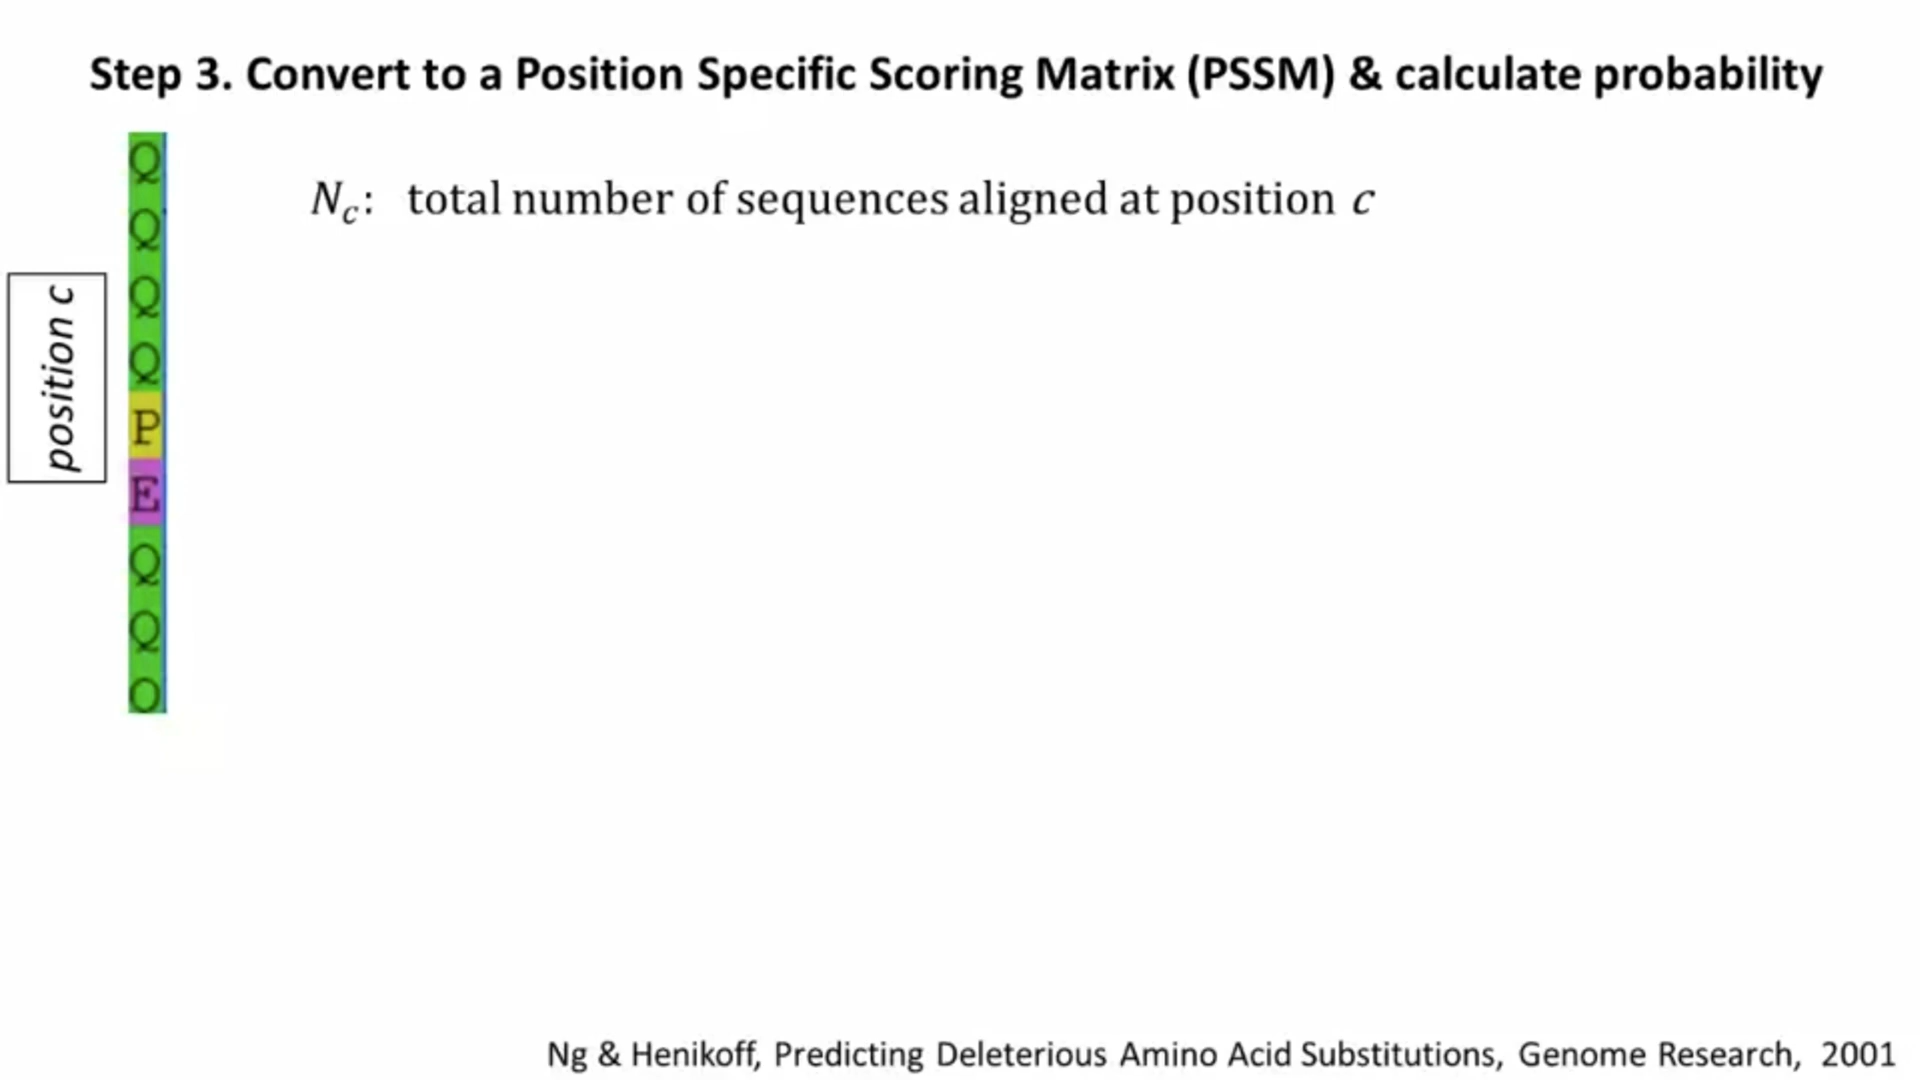 Step 3. Convert to a Position Specific Scoring Matrix (PSSM) & calculate probability
N_c: total number of sequences aligned at position c
position c
Q
Q
Q
Q
P
E
Q
Q
Q
Ng & Henikoff, Predicting Deleterious Amino Acid Substitutions, Genome Research, 2001